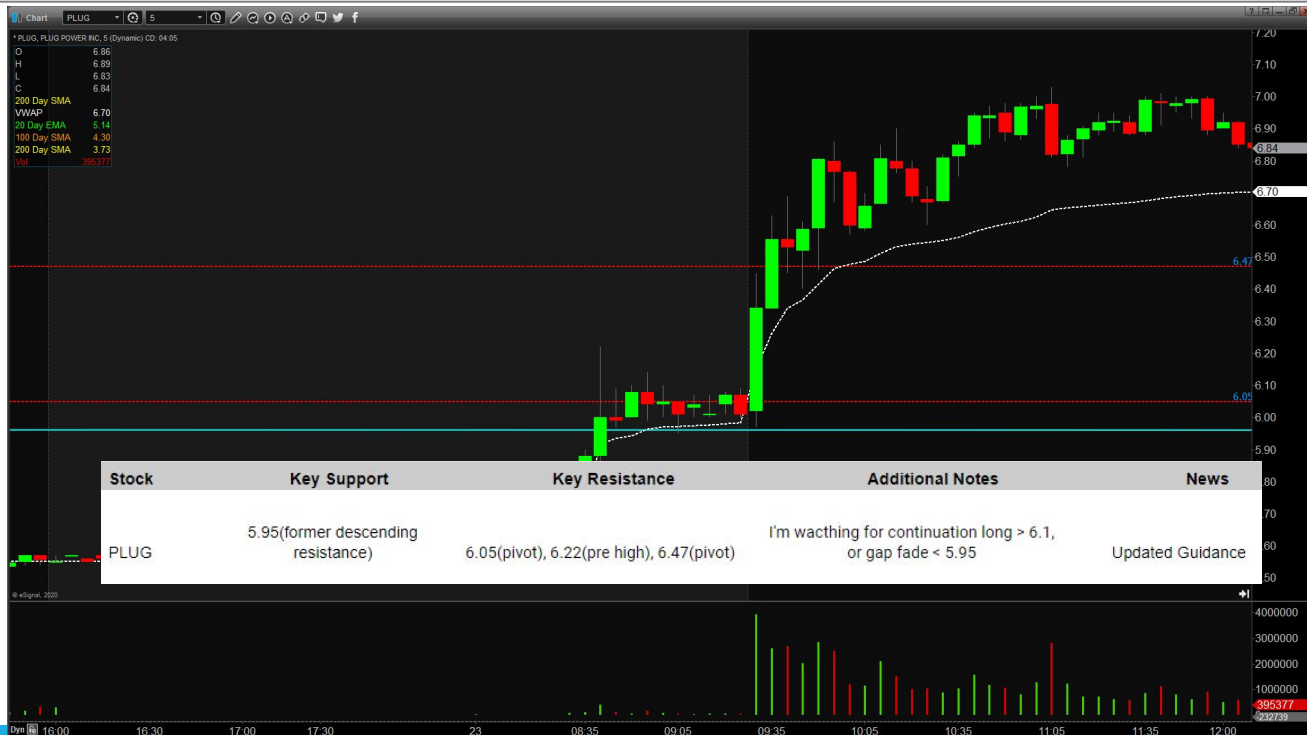 Chart PLUG 5
* PLUG, PLUG POWER INC, 5 (Dynamic) CD: 04:05
O 6.86
H 6.89
L 6.83
C 6.84
200 Day SMA
VWAP 6.70
20 Day EMA 5.14
100 Day SMA 4.30
200 Day SMA 3.73
Vol. 395377
7.20
7.10
7.00
6.90
6.84
6.80
6.70
6.60
6.50
6.47
6.40
6.30
6.20
6.10
6.05
6.00
5.90
Stock Key Support Key Resistance Additional Notes News
80
70
PLUG 5.95(former descending resistance) 6.05(pivot), 6.22(pre high), 6.47(pivot) I'm wacthing for continuation long > 6.1, or gap fade < 5.95 Updated Guidance
60
50
© eSignal, 2020
4000000
3000000
2000000
1000000
395377
232739
Dyn 16:00 16:30 17:00 17:30 23 08:35 09:05 09:35 10:05 10:35 11:05 11:35 12:00